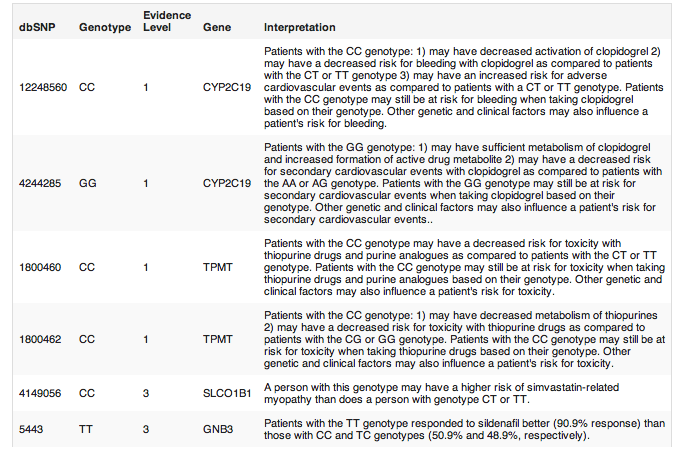 dbSNP Genotype Evidence Level Gene Interpretation
12248560 CC 1 CYP2C19 Patients with the CC genotype: 1) may have decreased activation of clopidogrel 2)
may have a decreased risk for bleeding with clopidogrel as compared to patients
with the CT or TT genotype 3) may have an increased risk for adverse
cardiovascular events as compared to patients with a CT or TT genotype. Patients
with the CC genotype may still be at risk for bleeding when taking clopidogrel
based on their genotype. Other genetic and clinical factors may also influence a
patient's risk for bleeding.
4244285 GG 1 CYP2C19 Patients with the GG genotype: 1) may have sufficient metabolism of clopidogrel
and increased formation of active drug metabolite 2) may have a decreased risk
for secondary cardiovascular events with clopidogrel as compared to patients with
the AA or AG genotype. Patients with the GG genotype may still be at risk for
secondary cardiovascular events when taking clopidogrel based on their
genotype. Other genetic and clinical factors may also influence a patient's risk for
secondary cardiovascular events..
1800460 CC 1 TPMT Patients with the CC genotype may have a decreased risk for toxicity with
thiopurine drugs and purine analogues as compared to patients with the CT or TT
genotype. Patients with the CC genotype may still be at risk for toxicity when taking
thiopurine drugs and purine analogues based on their genotype. Other genetic and
clinical factors may also influence a patient's risk for toxicity.
1800462 CC 1 TPMT Patients with the CC genotype: 1) may have decreased metabolism of thiopurines
2) may have a decreased risk for toxicity with thiopurine drugs as compared to
patients with the CG or GG genotype. Patients with the CC genotype may still be at
risk for toxicity when taking thiopurine drugs based on their genotype. Other
genetic and clinical factors may also influence a patient's risk for toxicity.
4149056 CC 3 SLCO1B1 A person with this genotype may have a higher risk of simvastatin-related
myopathy than does a person with genotype CT or TT.
5443 TT 3 GNB3 Patients with the TT genotype responded to sildenafil better (90.9% response) than
those with CC and TC genotypes (50.9% and 48.9%, respectively).